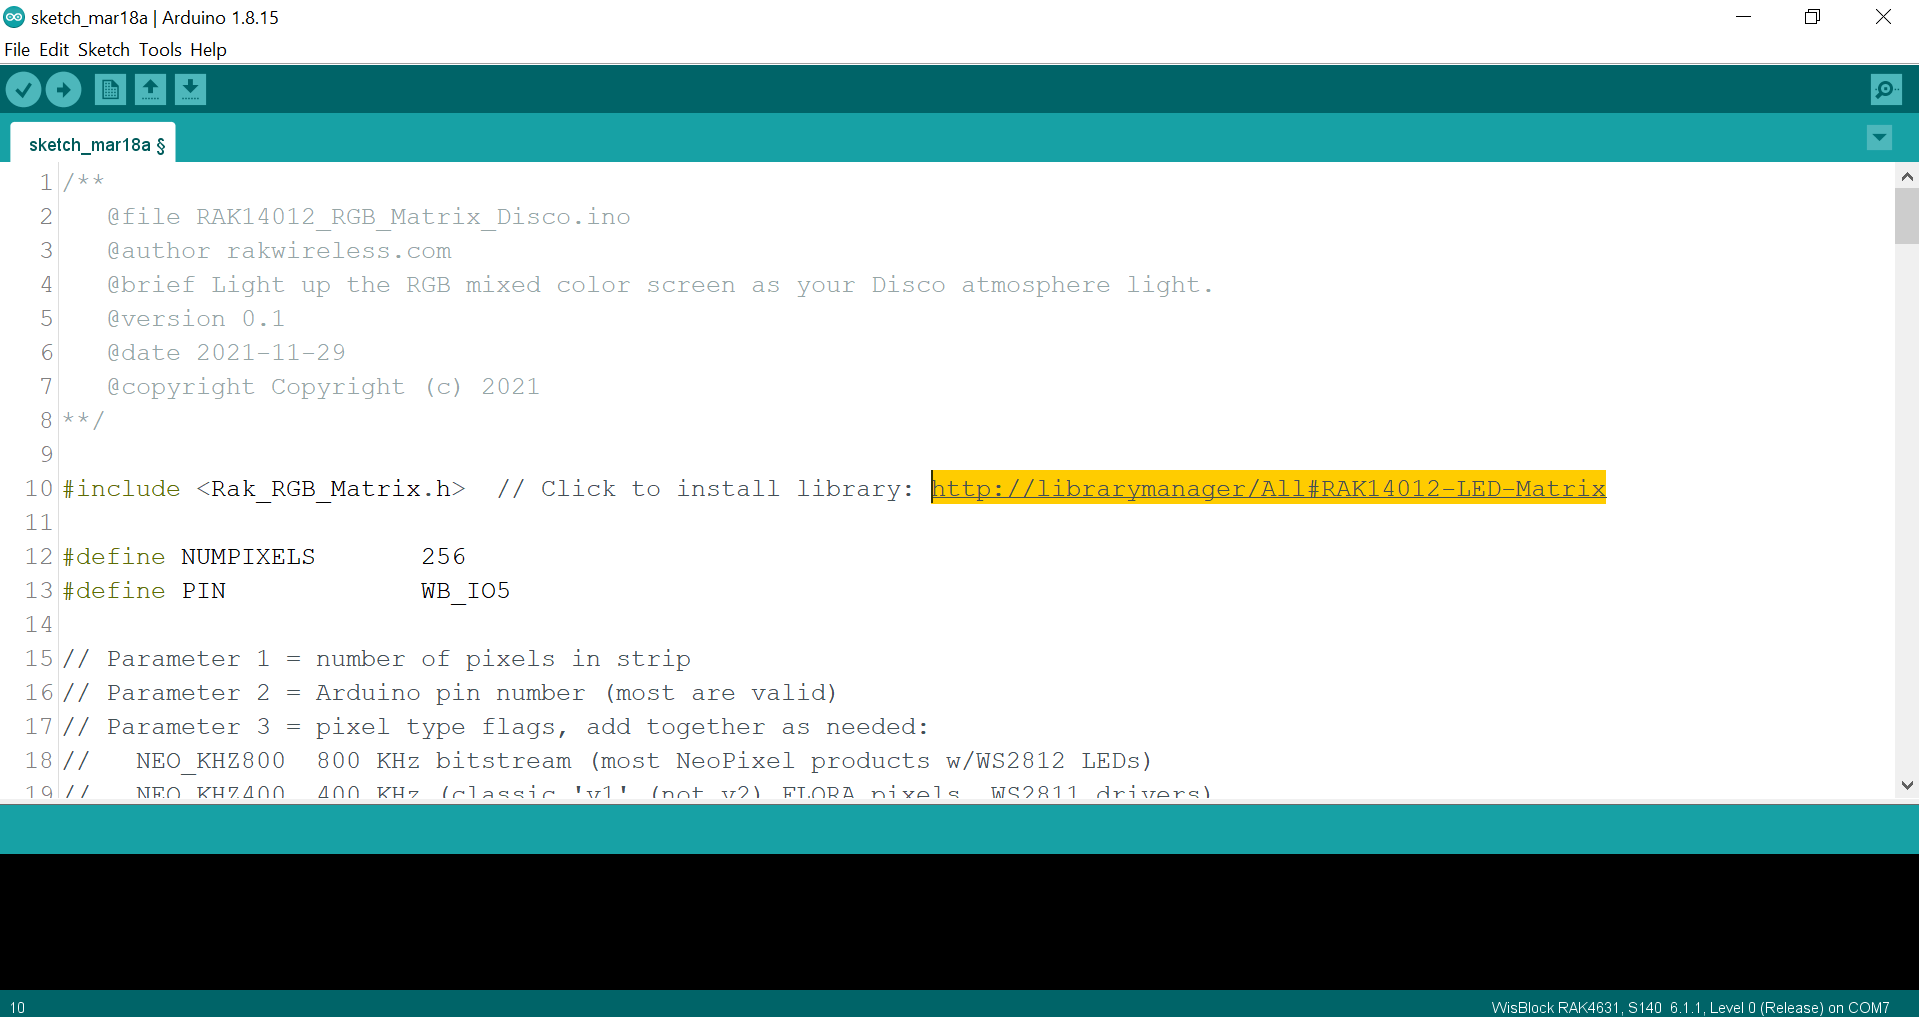 sketch_mar18a | Arduino 1.8.15
File Edit Sketch Tools Help
sketch_mar18a §
1 /**
2    @file RAK14012_RGB_Matrix_Disco.ino
3    @author rakwireless.com
4    @brief Light up the RGB mixed color screen as your Disco atmosphere light.
5    @version 0.1
6    @date 2021-11-29
7    @copyright Copyright (c) 2021
8 **/
9
10 #include <Rak_RGB_Matrix.h>  // Click to install library: http://librarymanager/All#RAK14012-LED-Matrix
11
12 #define NUMPIXELS       256
13 #define PIN             WB_IO5
14
15 // Parameter 1 = number of pixels in strip
16 // Parameter 2 = Arduino pin number (most are valid)
17 // Parameter 3 = pixel type flags, add together as needed:
18 //   NEO_KHZ800  800 KHz bitstream (most NeoPixel products w/WS2812 LEDs)
19 //   NEO_KHZ400  400 KHz (classic 'v1' (not v2) FLORA pixels, WS2811 drivers)
10
WisBlock RAK4631, S140 6.1.1, Level 0 (Release) on COM7